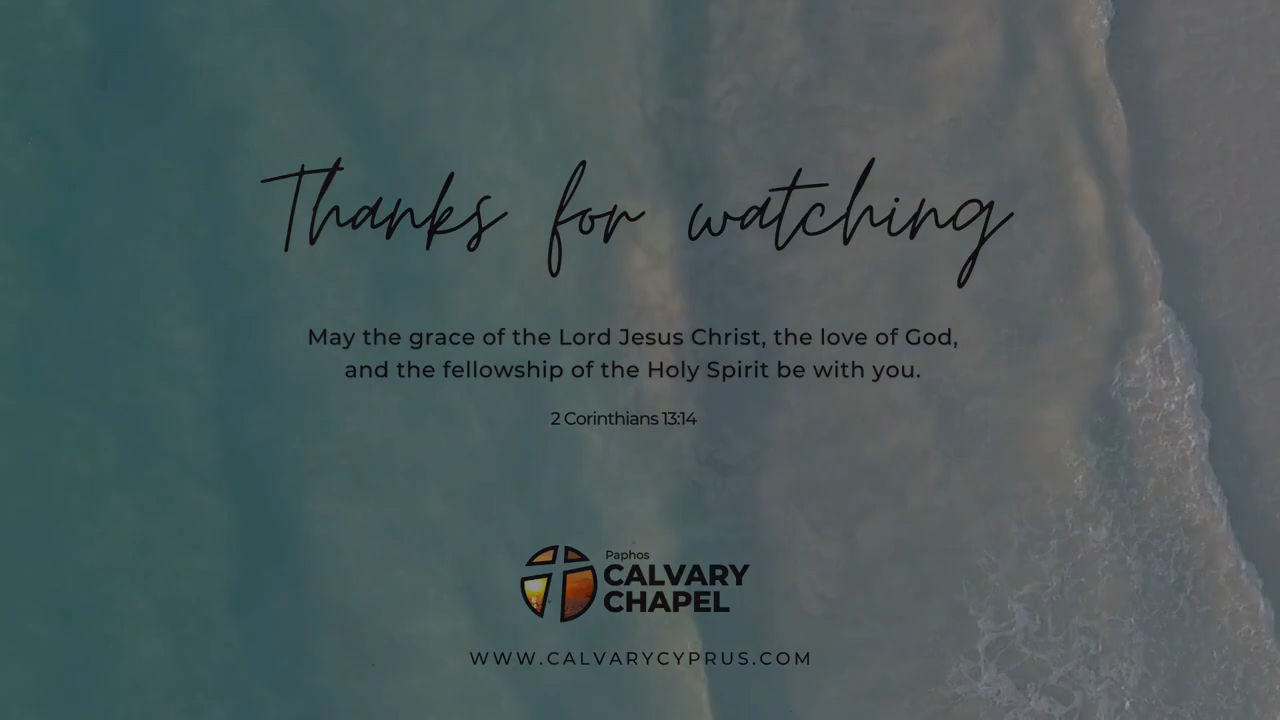 Thanks for watching
May the grace of the Lord Jesus Christ, the love of God,
and the fellowship of the Holy Spirit be with you.
2 Corinthians 13:14
Paphos
CALVARY
CHAPEL
WWW.CALVARYCYPRUS.COM